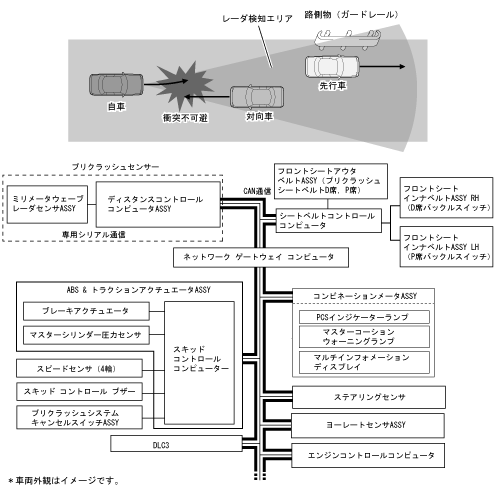 路側物（ガードレール）
レーダ検知エリア
先行車
自車
衝突不可避
対向車
プリクラッシュセンサー
ミリメータウェーブ
レーダセンサASSY
ディスタンスコントロール
コンピュータASSY
専用シリアル通信
CAN通信
フロントシートアウタ
ベルトASSY（プリクラッシュ
シートベルトD席、P席）
シートベルトコントロール
コンピュータ
フロントシート
インナベルトASSY RH
（D席バックルスイッチ）
フロントシート
インナベルトASSY LH
（P席バックルスイッチ）
ネットワーク ゲートウェイ コンピュータ
ABS & トラクションアクチュエータASSY
ブレーキアクチュエータ
マスターシリンダー圧力センサ
スキッド
コントロール
コンピューター
スピードセンサ（4輪）
スキッド コントロール ブザー
プリクラッシュシステム
キャンセルスイッチASSY
DLC3
コンビネーションメータASSY
PCSインジケーターランプ
マスターコーション
ウォーニングランプ
マルチインフォメーション
ディスプレイ
ステアリングセンサ
ヨーレートセンサASSY
エンジンコントロールコンピュータ
＊車両外観はイメージです。